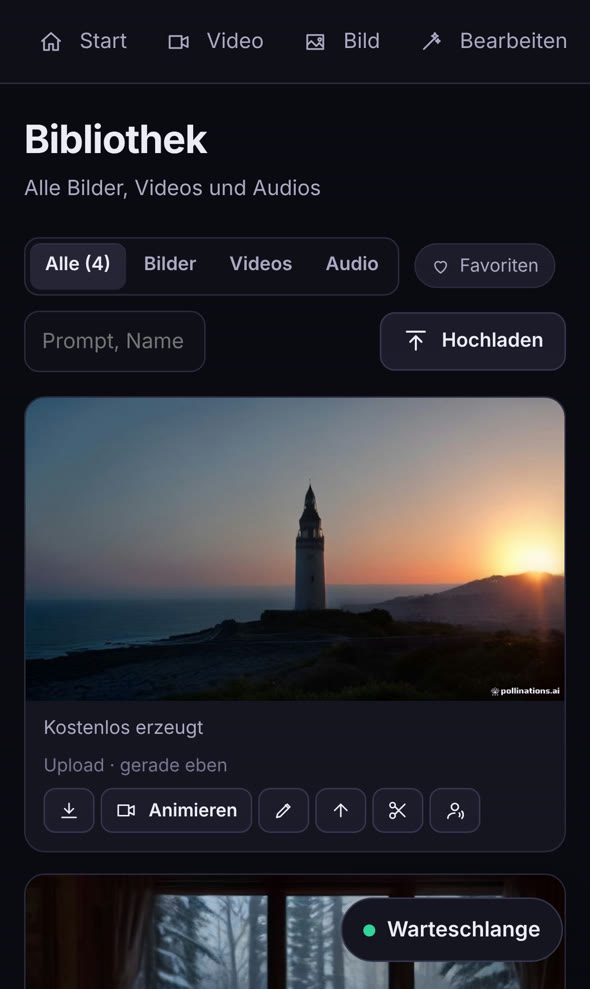 Start Video Bild Bearbeiten
Bibliothek
Alle Bilder, Videos und Audios
Alle (4) Bilder Videos Audio Favoriten
Prompt, Name Hochladen
pollinations.ai
Kostenlos erzeugt
Upload · gerade eben
Animieren
Warteschlange